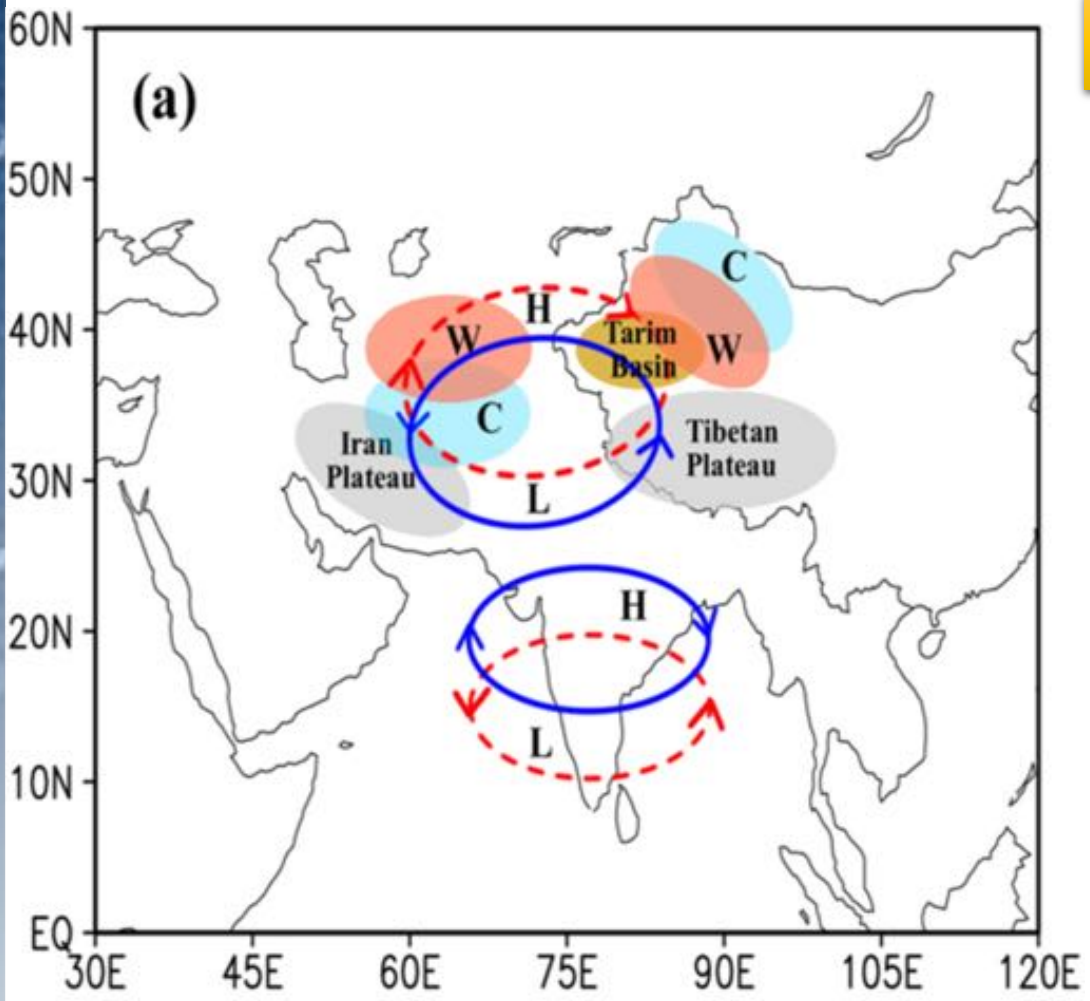 60N
(a)
50N
C
H
40N
W
Tarim
Basin
W
C
Iran
Plateau
Tibetan
Plateau
30N
L
H
20N
L
10N
EQ
30E 45E 60E 75E 90E 105E 120E